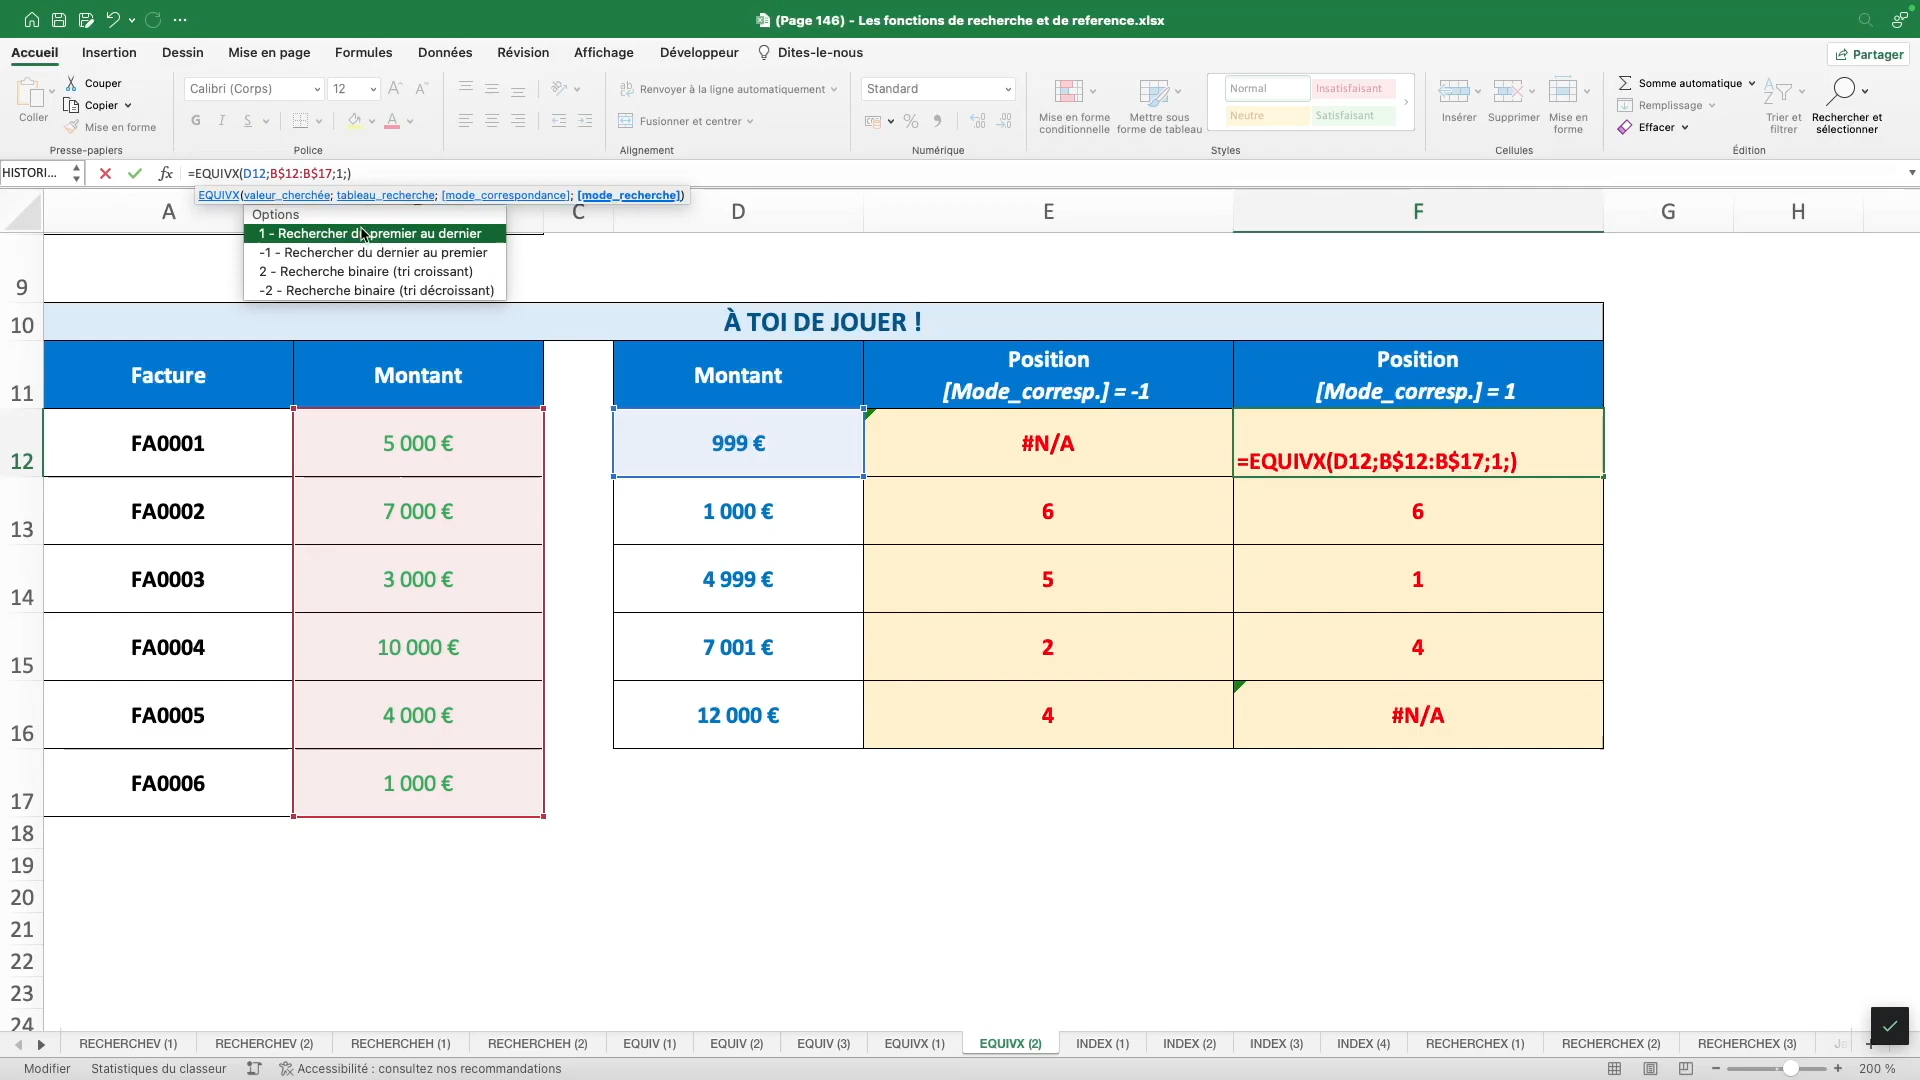 (Page 146) - Les fonctions de recherche et de reference.xlsx
Accueil Insertion Dessin Mise en page Formules Données Révision Affichage Développeur Dites-le-nous Partager
Coller
Couper
Copier
Mise en forme
Presse-papiers
Calibri (Corps) 12
G I S
Police
Renvoyer à la ligne automatiquement
Fusionner et centrer
Alignement
Standard
Numérique
Mise en forme conditionnelle
Mettre sous forme de tableau
Normal Insatisfaisant
Neutre Satisfaisant
Styles
Insérer Supprimer Mise en forme
Cellules
Somme automatique
Remplissage
Effacer
Trier et filtrer
Rechercher et sélectionner
Édition
HISTORI... fx =EQUIVX(D12;B$12:B$17;1;)
EQUIVX(valeur_cherchée; tableau_recherche; [mode_correspondance]; [mode_recherche])
A C D E F G H
Options
1 - Rechercher du premier au dernier
-1 - Rechercher du dernier au premier
2 - Recherche binaire (tri croissant)
-2 - Recherche binaire (tri décroissant)
9
10 À TOI DE JOUER !
11 Facture Montant Montant Position [Mode_corresp.] = -1 Position [Mode_corresp.] = 1
12 FA0001 5 000 € 999 € #N/A =EQUIVX(D12;B$12:B$17;1;)
13 FA0002 7 000 € 1 000 € 6 6
14 FA0003 3 000 € 4 999 € 5 1
15 FA0004 10 000 € 7 001 € 2 4
16 FA0005 4 000 € 12 000 € 4 #N/A
17 FA0006 1 000 €
18
19
20
21
22
23
24
RECHERCHEV (1) RECHERCHEV (2) RECHERCHEH (1) RECHERCHEH (2) EQUIV (1) EQUIV (2) EQUIV (3) EQUIVX (1) EQUIVX (2) INDEX (1) INDEX (2) INDEX (3) INDEX (4) RECHERCHEX (1) RECHERCHEX (2) RECHERCHEX (3)
Modifier Statistiques du classeur Accessibilité : consultez nos recommandations 200 %